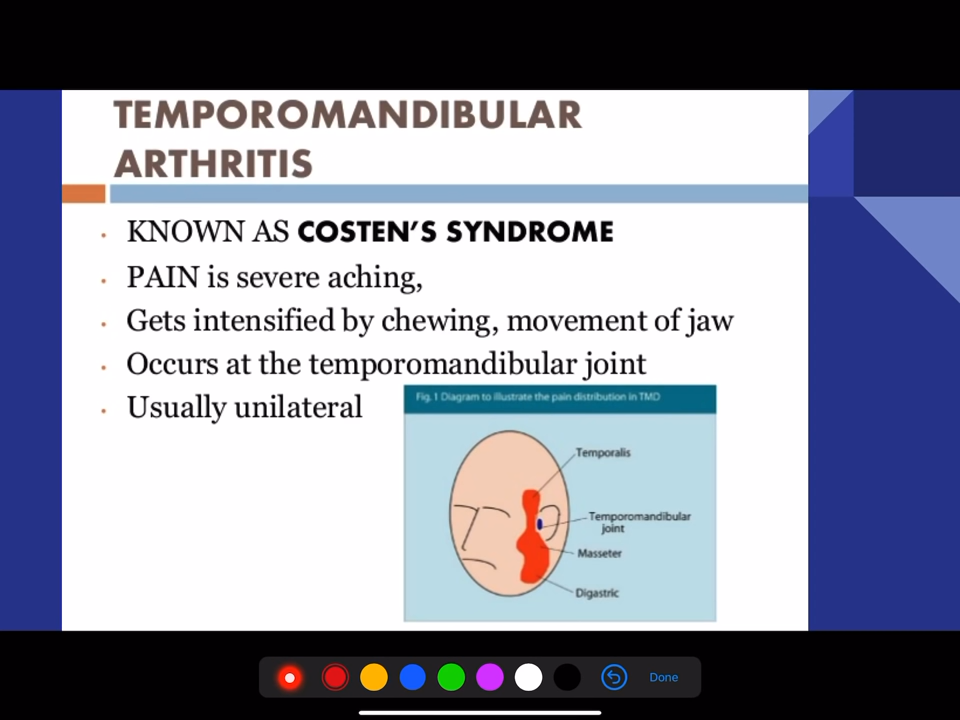 TEMPOROMANDIBULAR
ARTHRITIS
• KNOWN AS COSTEN'S SYNDROME
• PAIN is severe aching,
• Gets intensified by chewing, movement of jaw
• Occurs at the temporomandibular joint
• Usually unilateral
Fig. 1 Diagram to illustrate the pain distribution in TMD
Temporalis
Temporomandibular
joint
Masseter
Digastric
Done